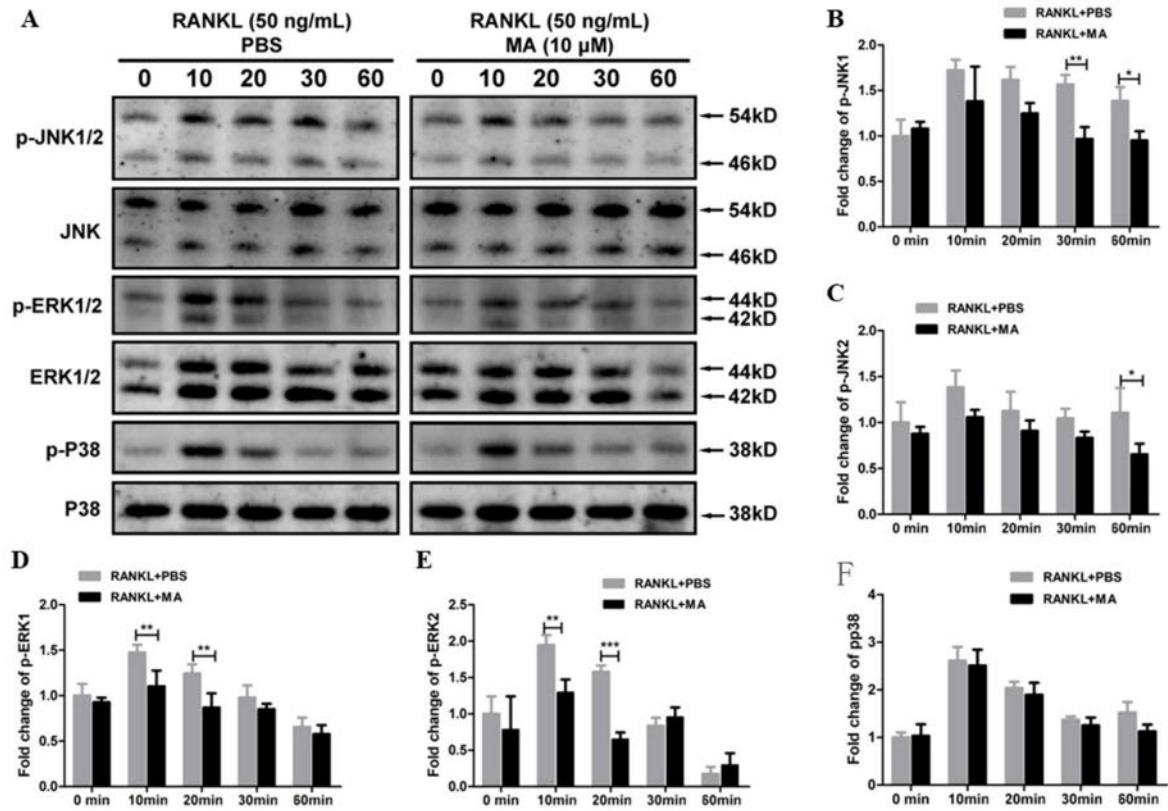 A
RANKL (50 ng/mL)
PBS
0 10 20 30 60
RANKL (50 ng/mL)
MA (10 µM)
0 10 20 30 60
p-JNK1/2
54kD
46kD
JNK
54kD
46kD
p-ERK1/2
44kD
42kD
ERK1/2
44kD
42kD
p-P38
38kD
P38
38kD
B
RANKL+PBS
RANKL+MA
Fold change of p-JNK1
2.0
1.5
1.0
0.5
0.0
**
*
0 min 10min 20min 30min 60min
C
RANKL+PBS
RANKL+MA
Fold change of p-JNK2
2.0
1.5
1.0
0.5
0.0
*
0 min 10min 20min 30min 60min
D
RANKL+PBS
RANKL+MA
Fold change of p-ERK1
2.0
1.5
1.0
0.5
0.0
**
**
0 min 10min 20min 30min 60min
E
RANKL+PBS
RANKL+MA
Fold change of p-ERK2
2.5
2.0
1.5
1.0
0.5
0.0
**
***
0 min 10min 20min 30min 60min
F
RANKL+PBS
RANKL+MA
Fold change of pp38
4
3
2
1
0
0 min 10min 20min 30min 60min